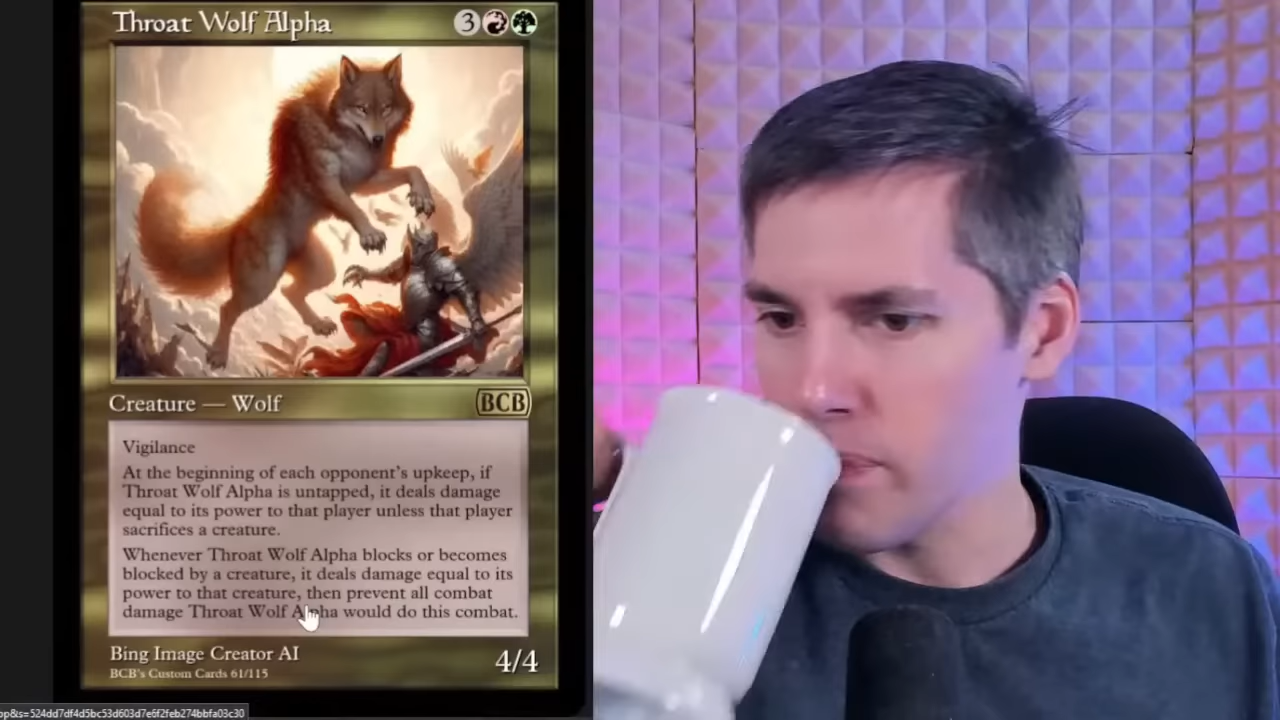 Throat Wolf Alpha
3
Creature — Wolf
BCB
Vigilance
At the beginning of each opponent's upkeep, if
Throat Wolf Alpha is untapped, it deals damage
equal to its power to that player unless that player
sacrifices a creature.
Whenever Throat Wolf Alpha blocks or becomes
blocked by a creature, it deals damage equal to its
power to that creature, then prevent all combat
damage Throat Wolf Alpha would do this combat.
Bing Image Creator AI
4/4
BCB's Custom Cards 61/115
op&s=524dd7df4d5bc53d603d7e6f2feb274bbfa03c30